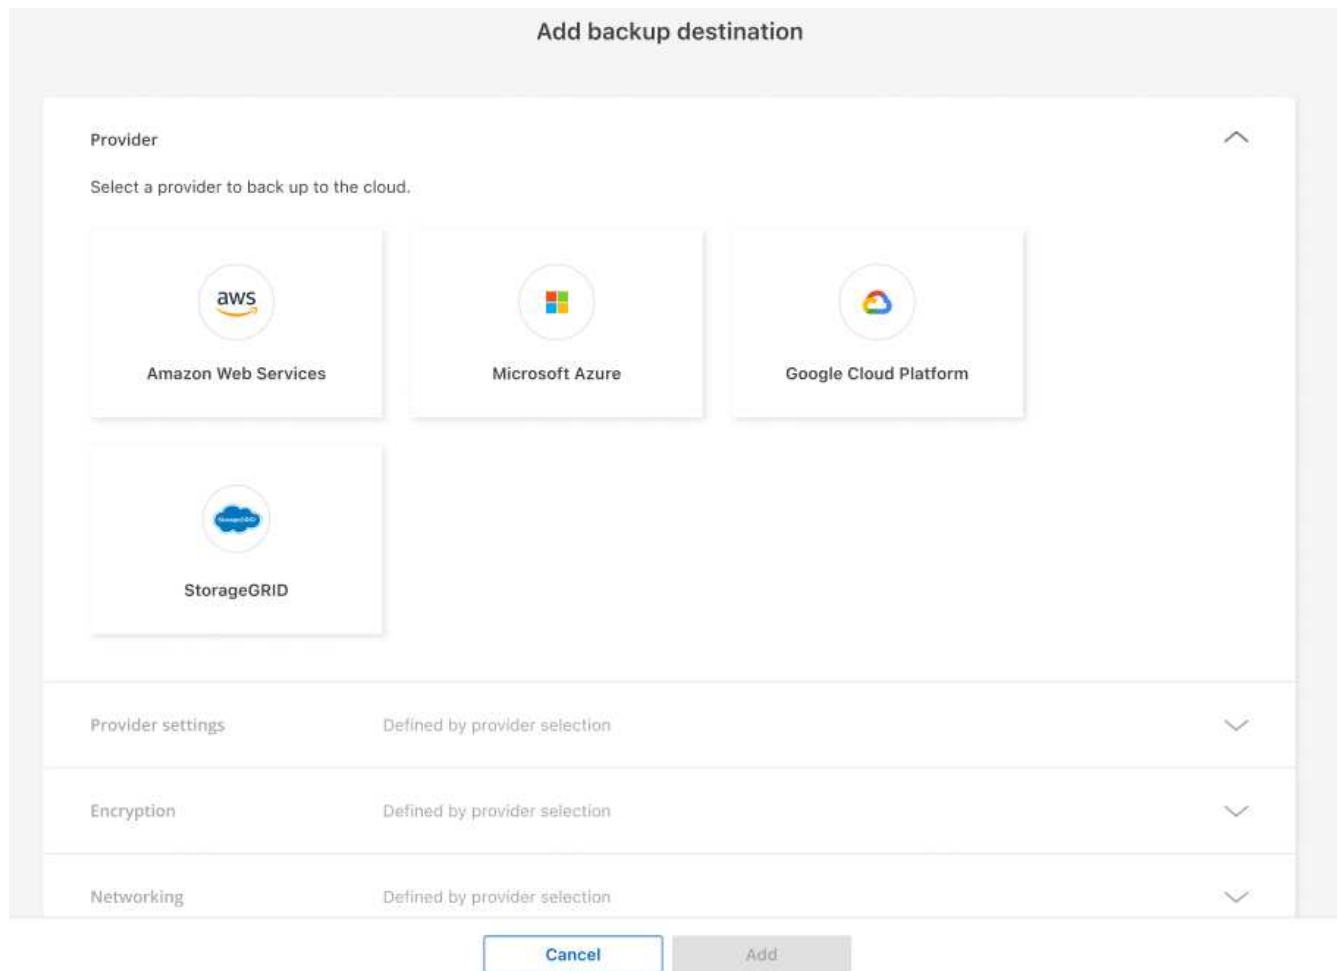 Add backup destination
Provider
Select a provider to back up to the cloud.
aws
Amazon Web Services
Microsoft Azure
Google Cloud Platform
StorageGRID
StorageGRID
Provider settings Defined by provider selection
Encryption Defined by provider selection
Networking Defined by provider selection
Cancel Add